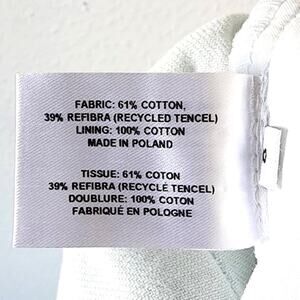 FABRIC: 61% COTTON,
39% REFIBRA (RECYCLED TENCEL)
LINING: 100% COTTON
MADE IN POLAND
TISSUE: 61% COTON
39% REFIBRA (RECYCLÉ TENCEL)
DOUBLURE: 100% COTON
FABRIQUÉ EN POLOGNE